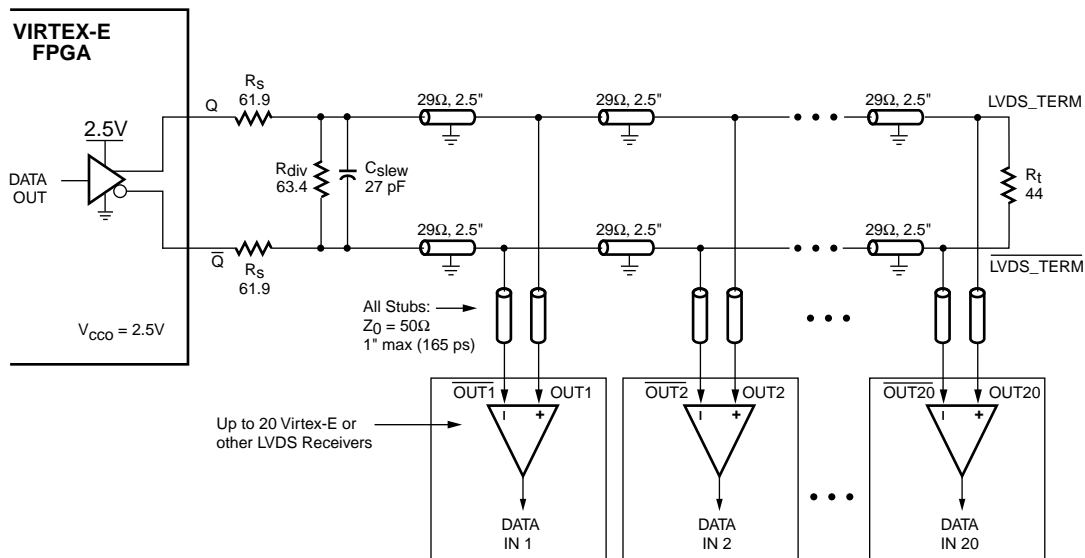 VIRTEX-E
FPGA
2.5V
DATA
OUT
V<sub>CCO</sub> = 2.5V
Q
R<sub>S</sub>
61.9
Q̅
R<sub>S</sub>
61.9
R<sub>div</sub>
63.4
C<sub>slew</sub>
27 pF
29Ω, 2.5"
29Ω, 2.5"
29Ω, 2.5"
LVDS_TERM
R<sub>t</sub>
44
29Ω, 2.5"
29Ω, 2.5"
29Ω, 2.5"
L̅V̅D̅S̅_̅T̅E̅R̅M̅
All Stubs:
Z<sub>0</sub> = 50Ω
1" max (165 ps)
Up to 20 Virtex-E or
other LVDS Receivers
O̅U̅T̅1̅ OUT1
– +
DATA
IN 1
O̅U̅T̅2̅ OUT2
– +
DATA
IN 2
O̅U̅T̅2̅0̅ OUT20
– +
DATA
IN 20